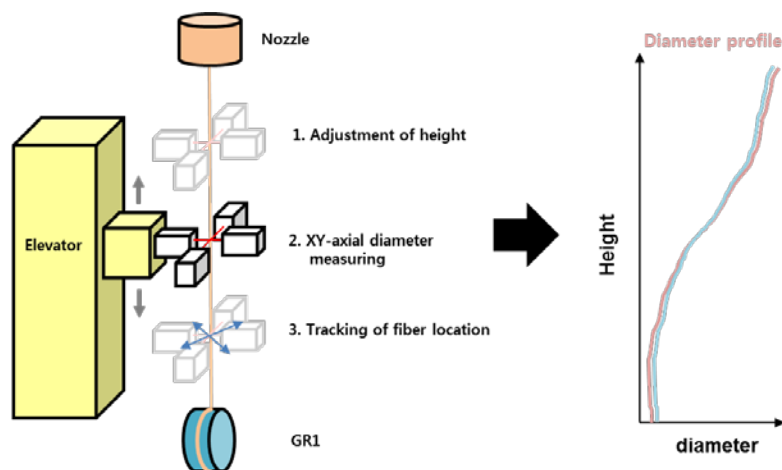 Nozzle
Diameter profile
1. Adjustment of height
Elevator
2. XY-axial diameter
measuring
Height
3. Tracking of fiber location
GR1
diameter